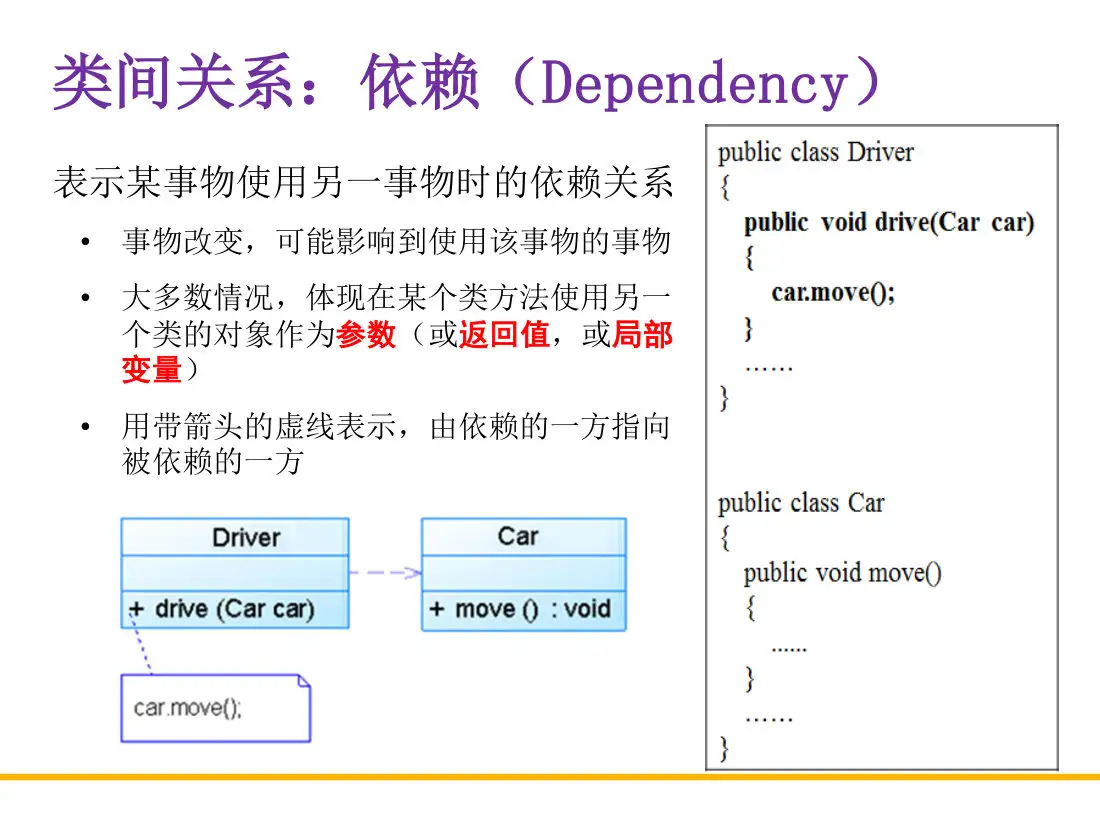 类间关系：依赖（Dependency）
表示某事物使用另一事物时的依赖关系
• 事物改变，可能影响到使用该事物的事物
• 大多数情况，体现在某个类方法使用另一
个类的对象作为参数（或返回值，或局部
变量）
• 用带箭头的虚线表示，由依赖的一方指向
被依赖的一方
Driver
+ drive (Car car)
Car
+ move () : void
car.move();
public class Driver
{
public void drive(Car car)
{
car.move();
}
……
}
public class Car
{
public void move()
{
......
}
……
}